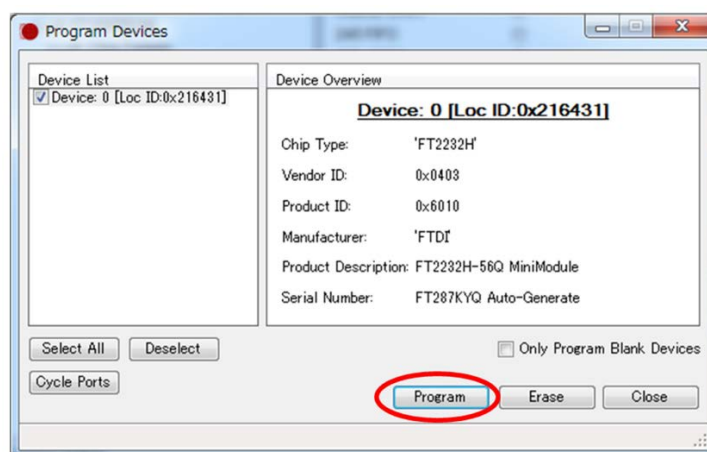 Program Devices
Device List
Device: 0 [Loc ID:0x216431]
Device Overview
Device: 0 [Loc ID:0x216431]
Chip Type: 'FT2232H'
Vendor ID: 0x0403
Product ID: 0x6010
Manufacturer: 'FTDI'
Product Description: FT2232H-56Q MiniModule
Serial Number: FT287KYQ Auto-Generate
Select All Deselect
Only Program Blank Devices
Cycle Ports
Program Erase Close